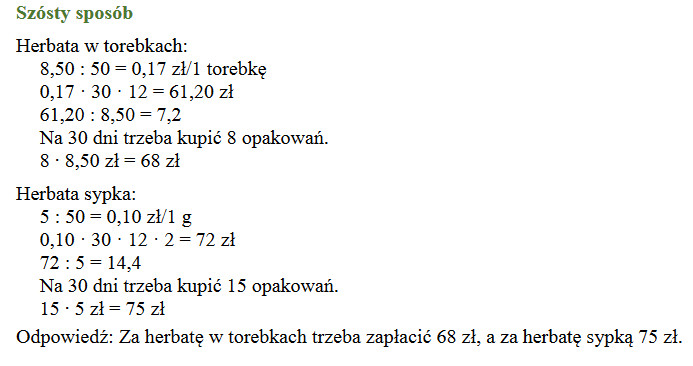 Szósty sposób
Herbata w torebkach:
8,50 : 50 = 0,17 zł/1 torebkę
0,17 · 30 · 12 = 61,20 zł
61,20 : 8,50 = 7,2
Na 30 dni trzeba kupić 8 opakowań.
8 · 8,50 zł = 68 zł
Herbata sypka:
5 : 50 = 0,10 zł/1 g
0,10 · 30 · 12 · 2 = 72 zł
72 : 5 = 14,4
Na 30 dni trzeba kupić 15 opakowań.
15 · 5 zł = 75 zł
Odpowiedź: Za herbatę w torebkach trzeba zapłacić 68 zł, a za herbatę sypką 75 zł.